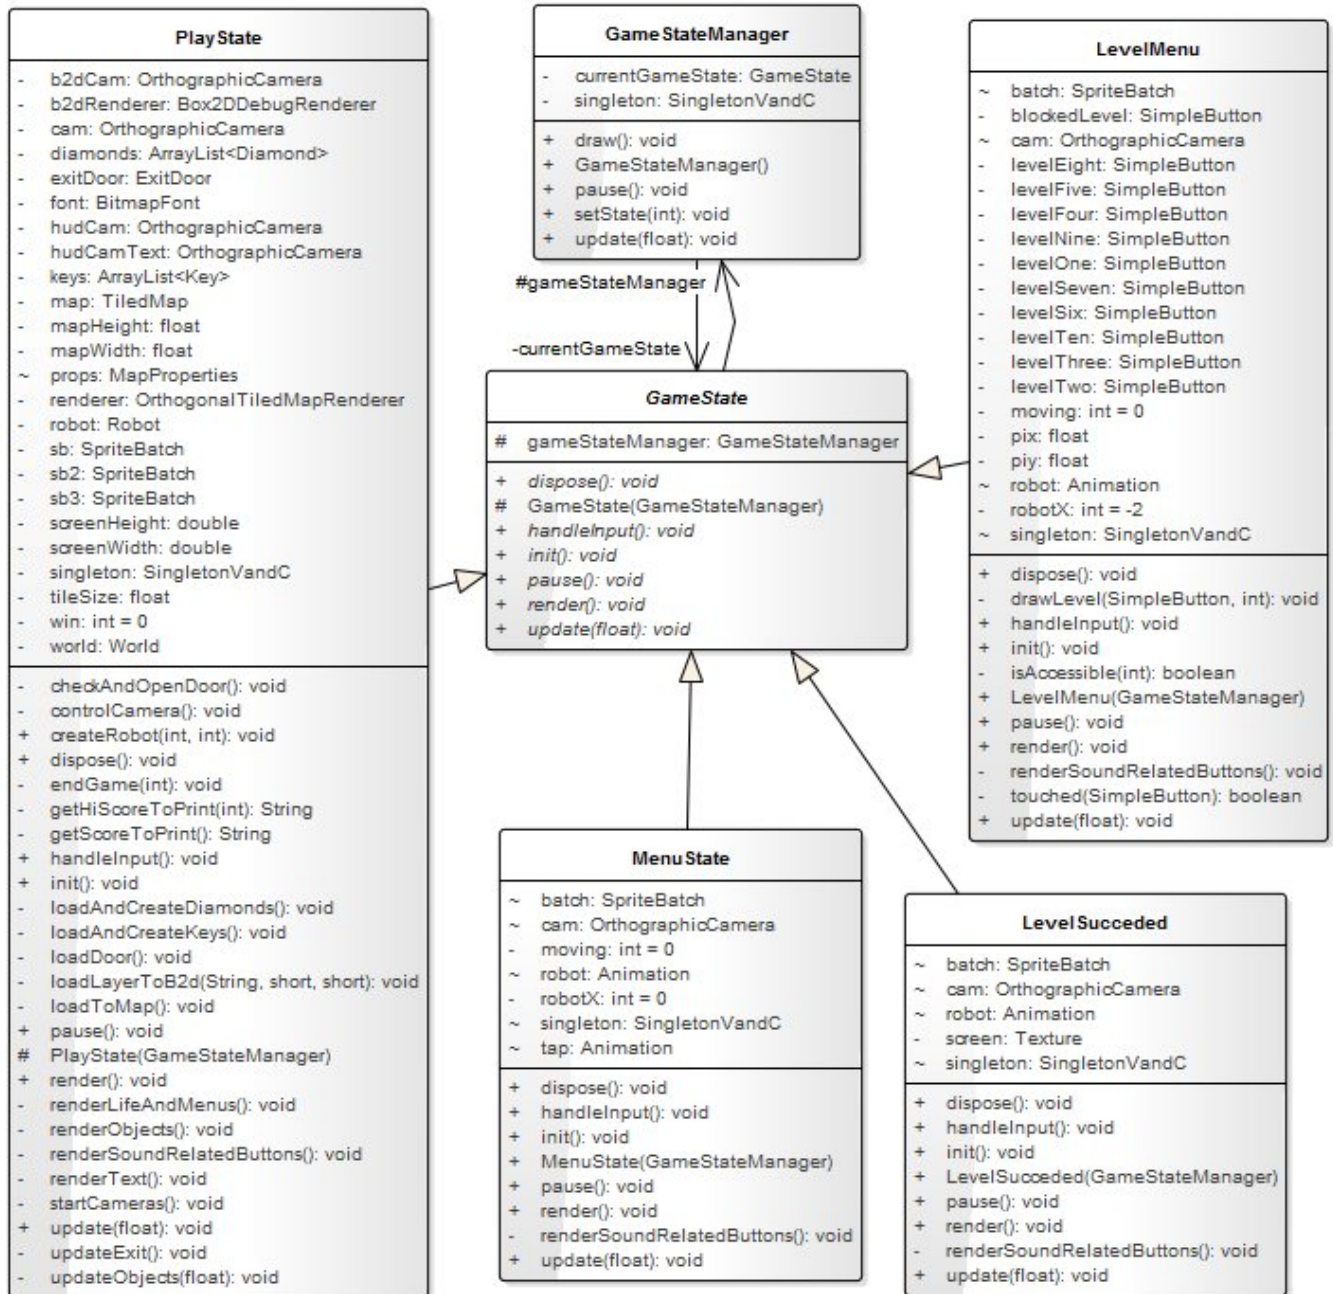 PlayState
- b2dCam: OrthographicCamera
- b2dRenderer: Box2DDebugRenderer
- cam: OrthographicCamera
- diamonds: ArrayList<Diamond>
- exitDoor: ExitDoor
- font: BitmapFont
- hudCam: OrthographicCamera
- hudCamText: OrthographicCamera
- keys: ArrayList<Key>
- map: TiledMap
- mapHeight: float
- mapWidth: float
~ props: MapProperties
- renderer: OrthogonalTiledMapRenderer
- robot: Robot
- sb: SpriteBatch
- sb2: SpriteBatch
- sb3: SpriteBatch
- screenHeight: double
- screenWidth: double
- singleton: SingletonVandC
- tileSize: float
- win: int = 0
- world: World
- checkAndOpenDoor(): void
- controlCamera(): void
+ createRobot(int, int): void
+ dispose(): void
- endGame(int): void
- getHiScoreToPrint(int): String
- getScoreToPrint(): String
+ handleInput(): void
+ init(): void
- loadAndCreateDiamonds(): void
- loadAndCreateKeys(): void
- loadDoor(): void
- loadLayerToB2d(String, short, short): void
- loadToMap(): void
+ pause(): void
# PlayState(GameStateManager)
+ render(): void
- renderLifeAndMenus(): void
- renderObjects(): void
- renderSoundRelatedButtons(): void
- renderText(): void
- startCameras(): void
+ update(float): void
- updateExit(): void
- updateObjects(float): void
GameStateManager
- currentGameState: GameState
- singleton: SingletonVandC
+ draw(): void
+ GameStateManager()
+ pause(): void
+ setState(int): void
+ update(float): void
#gameStateManager
-currentGameState
GameState
# gameStateManager: GameStateManager
+ dispose(): void
# GameState(GameStateManager)
+ handleInput(): void
+ init(): void
+ pause(): void
+ render(): void
+ update(float): void
LevelMenu
~ batch: SpriteBatch
- blockedLevel: SimpleButton
~ cam: OrthographicCamera
- levelEight: SimpleButton
- levelFive: SimpleButton
- levelFour: SimpleButton
- levelNine: SimpleButton
- levelOne: SimpleButton
- levelSeven: SimpleButton
- levelSix: SimpleButton
- levelTen: SimpleButton
- levelThree: SimpleButton
- levelTwo: SimpleButton
- moving: int = 0
- pix: float
- piy: float
~ robot: Animation
- robotX: int = -2
~ singleton: SingletonVandC
+ dispose(): void
- drawLevel(SimpleButton, int): void
+ handleInput(): void
+ init(): void
- isAccessible(int): boolean
+ LevelMenu(GameStateManager)
+ pause(): void
+ render(): void
- renderSoundRelatedButtons(): void
- touched(SimpleButton): boolean
+ update(float): void
MenuState
~ batch: SpriteBatch
~ cam: OrthographicCamera
- moving: int = 0
~ robot: Animation
- robotX: int = 0
~ singleton: SingletonVandC
~ tap: Animation
+ dispose(): void
+ handleInput(): void
+ init(): void
+ MenuState(GameStateManager)
+ pause(): void
+ render(): void
- renderSoundRelatedButtons(): void
+ update(float): void
LevelSucceded
~ batch: SpriteBatch
~ cam: OrthographicCamera
~ robot: Animation
- screen: Texture
~ singleton: SingletonVandC
+ dispose(): void
+ handleInput(): void
+ init(): void
+ LevelSucceded(GameStateManager)
+ pause(): void
+ render(): void
- renderSoundRelatedButtons(): void
+ update(float): void